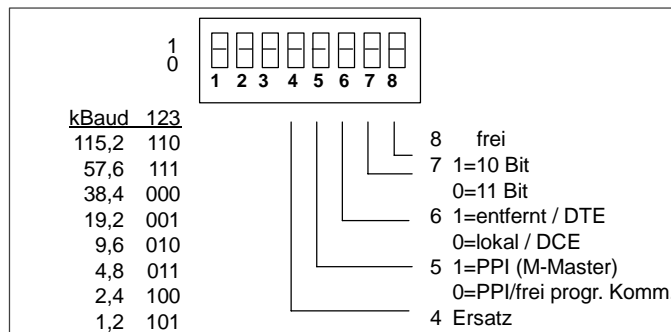 1
0
1 2 3 4 5 6 7 8
kBaud 123
115,2 110
57,6 111
38,4 000
19,2 001
9,6 010
4,8 011
2,4 100
1,2 101
8 frei
7 1=10 Bit
0=11 Bit
6 1=entfernt / DTE
0=lokal / DCE
5 1=PPI (M-Master)
0=PPI/frei progr. Komm
4 Ersatz